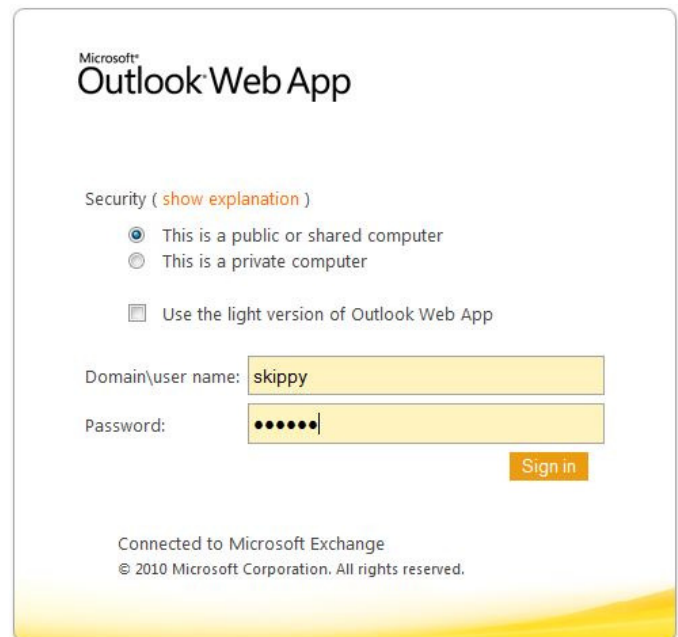 Microsoft®
Outlook Web App
Security ( show explanation )
This is a public or shared computer
This is a private computer
Use the light version of Outlook Web App
Domain\user name: skippy
Password: ●●●●●●
Sign in
Connected to Microsoft Exchange
© 2010 Microsoft Corporation. All rights reserved.